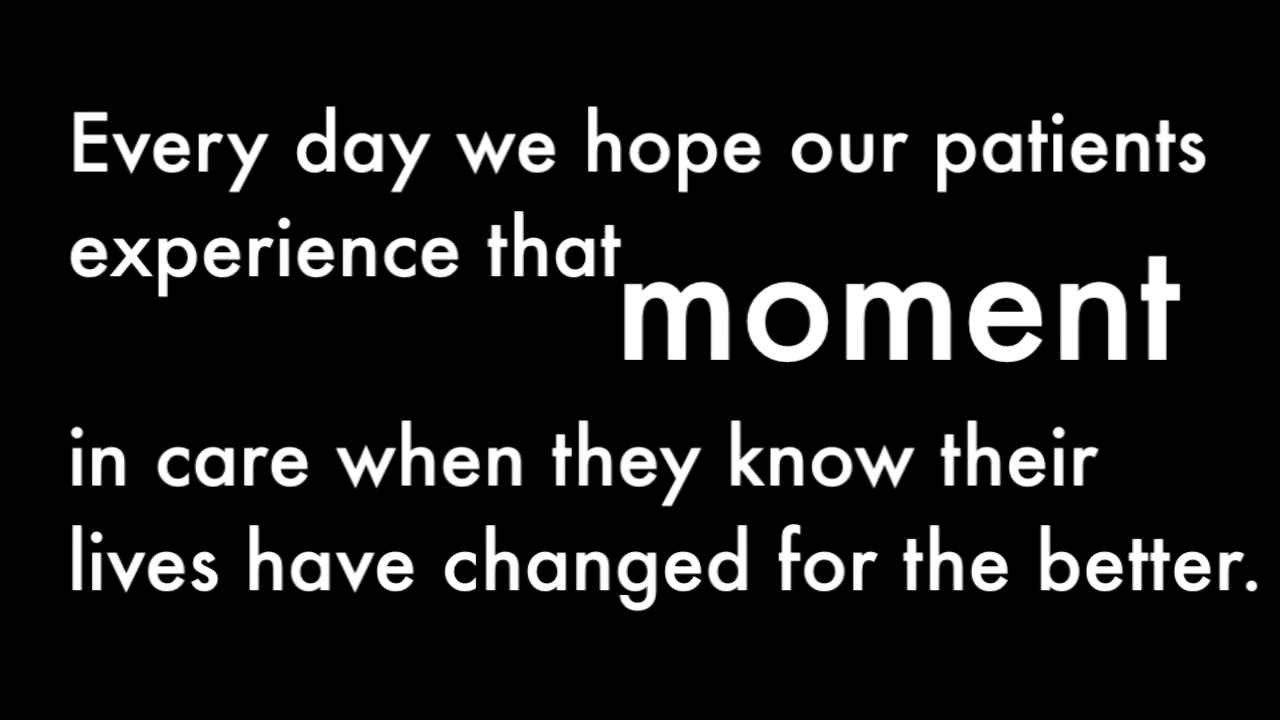 Every day we hope our patients
experience that moment
in care when they know their
lives have changed for the better.